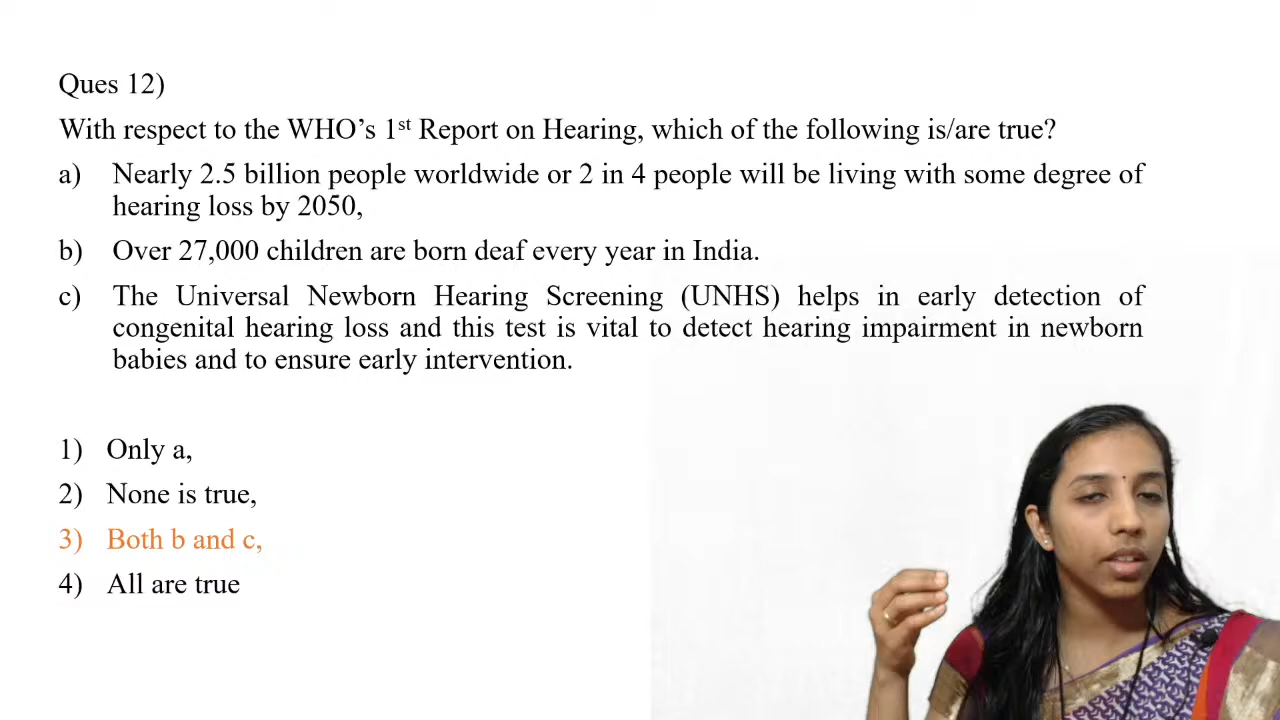 Ques 12)
With respect to the WHO’s 1st Report on Hearing, which of the following is/are true?
a) Nearly 2.5 billion people worldwide or 2 in 4 people will be living with some degree of
hearing loss by 2050,
b) Over 27,000 children are born deaf every year in India.
c) The Universal Newborn Hearing Screening (UNHS) helps in early detection of
congenital hearing loss and this test is vital to detect hearing impairment in newborn
babies and to ensure early intervention.
1) Only a,
2) None is true,
3) Both b and c,
4) All are true